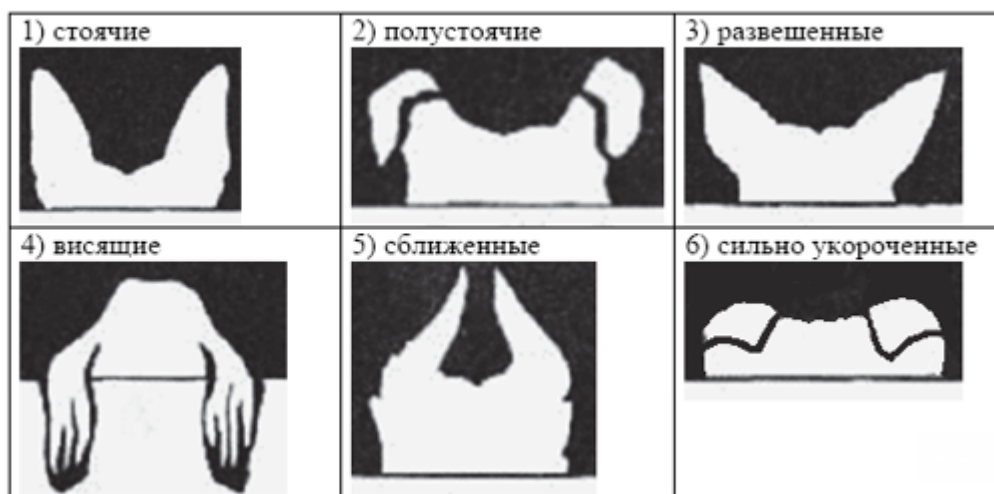 1) стоячие
2) полустоячие
3) развешенные
4) висящие
5) сближенные
6) сильно укороченные